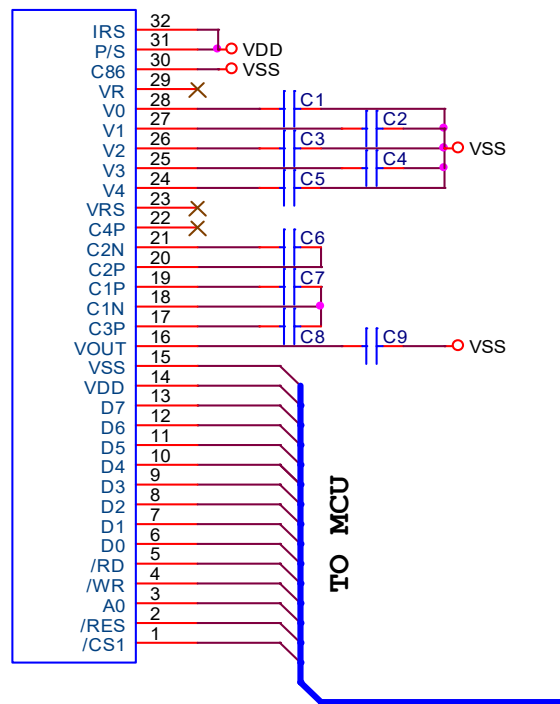 IRS 32
P/S 31 VDD
C86 30 VSS
VR 29
V0 28 C1
V1 27 C2
V2 26 C3 VSS
V3 25 C4
V4 24 C5
VRS 23
C4P 22
C2N 21 C6
C2P 20
C1P 19 C7
C1N 18
C3P 17
VOUT 16 C8 C9 VSS
VSS 15
VDD 14
D7 13
D6 12
D5 11
D4 10
D3 9
D2 8
D1 7
D0 6
/RD 5
/WR 4
A0 3
/RES 2
/CS1 1
TO MCU